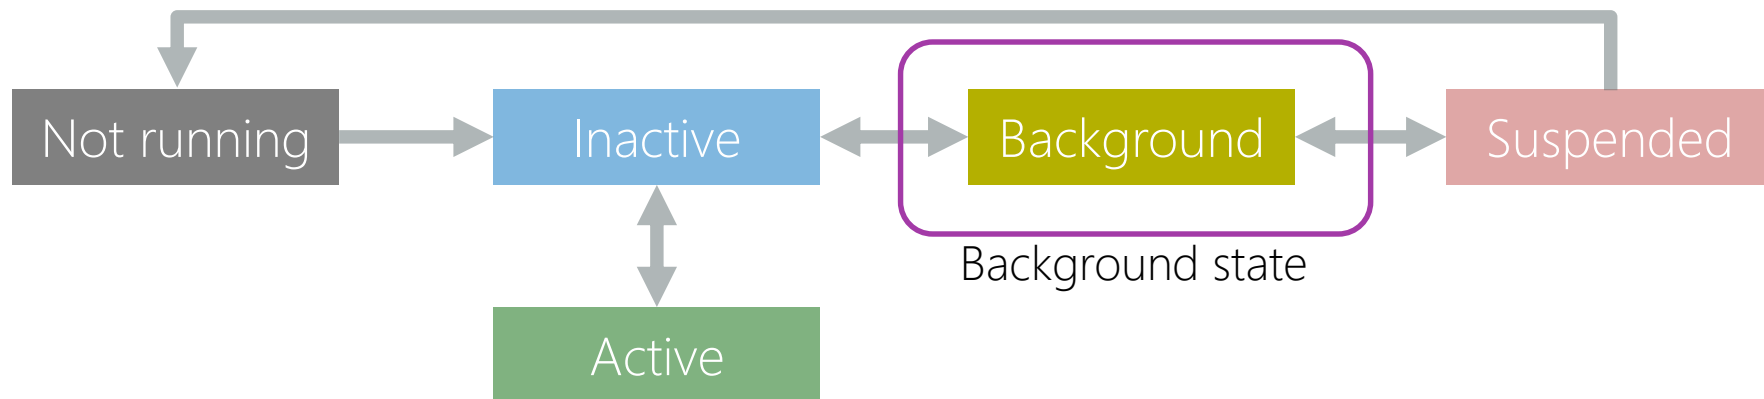 Not running
Inactive
Background
Suspended
Background state
Active